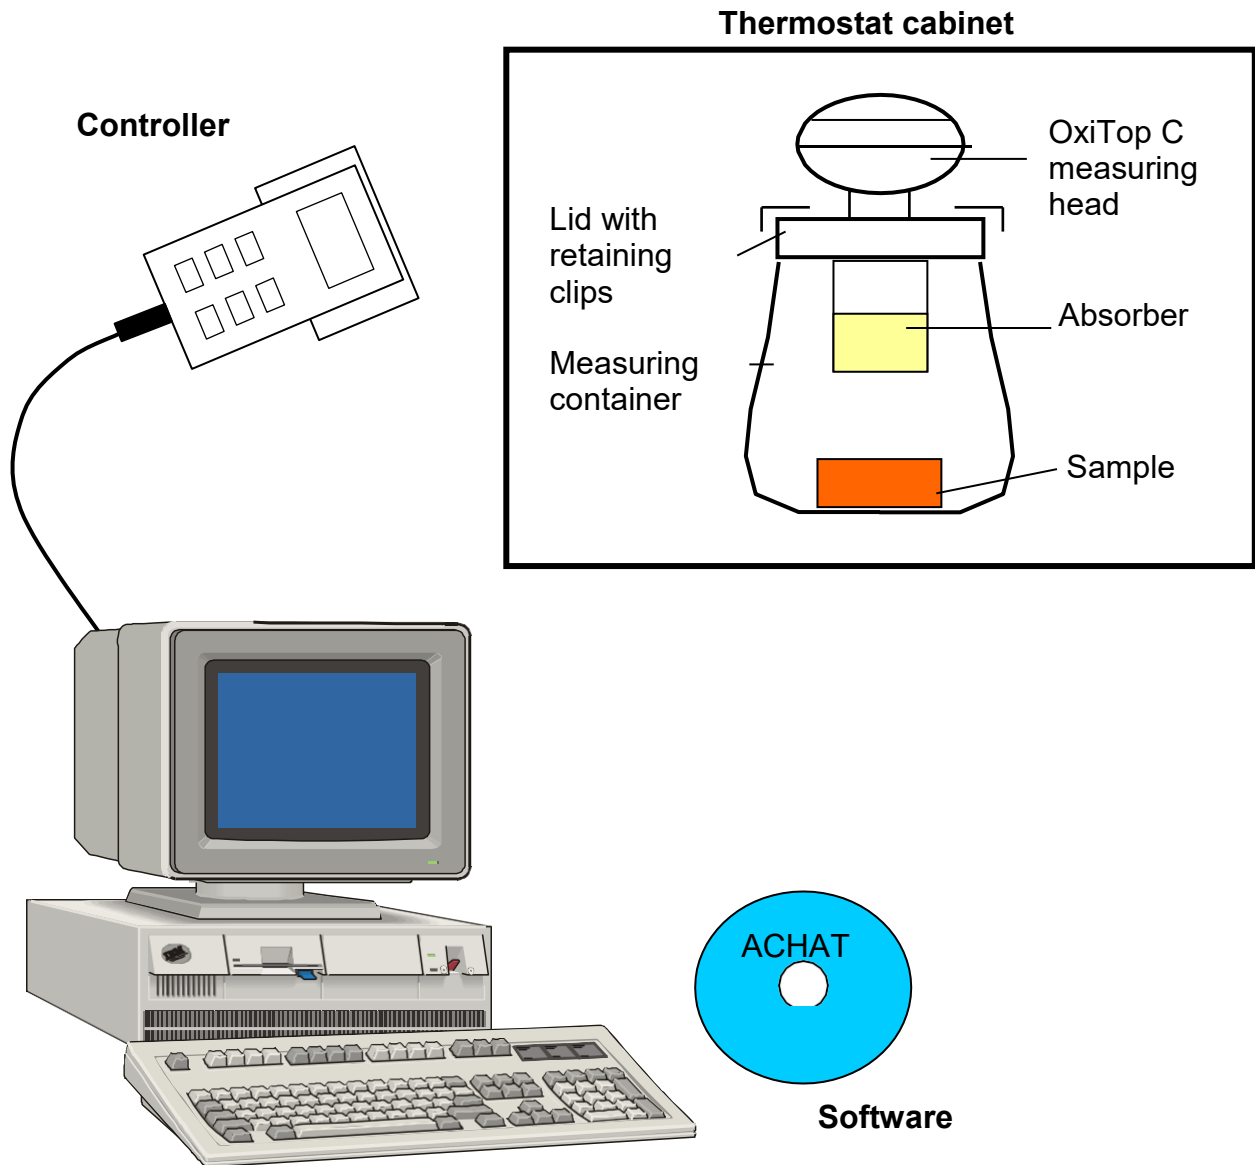 Thermostat cabinet
Controller
OxiTop C
measuring
head
Lid with
retaining
clips
Absorber
Measuring
container
Sample
ACHAT
Software